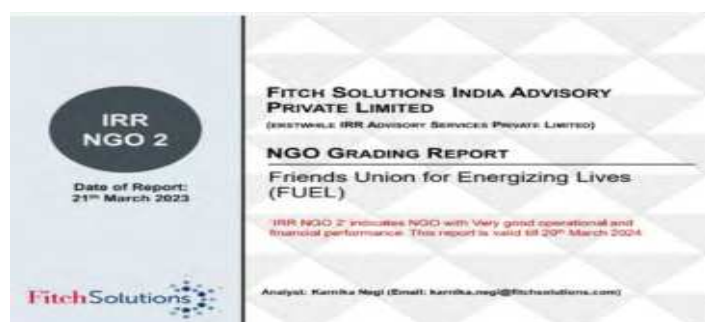 IRR
NGO 2
Date of Report:
21st March 2023
FitchSolutions
FITCH SOLUTIONS INDIA ADVISORY
PRIVATE LIMITED
(ERSTWHILE IRR ADVISORY SERVICES PRIVATE LIMITED)
NGO GRADING REPORT
Friends Union for Energizing Lives
(FUEL)
'IRR NGO 2' indicates NGO with Very good operational and
financial performance. This report is valid till 20th March 2024
Analyst: Karnika Negi (Email: karnika.negi@fitchsolutions.com)